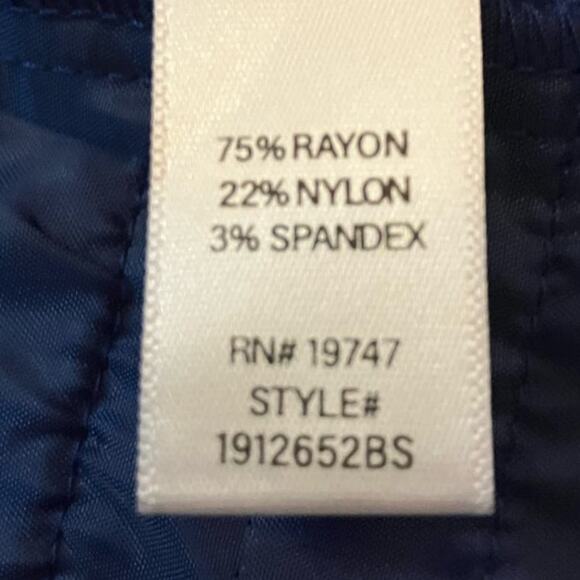 75% RAYON
22% NYLON
3% SPANDEX
RN# 19747
STYLE#
1912652BS